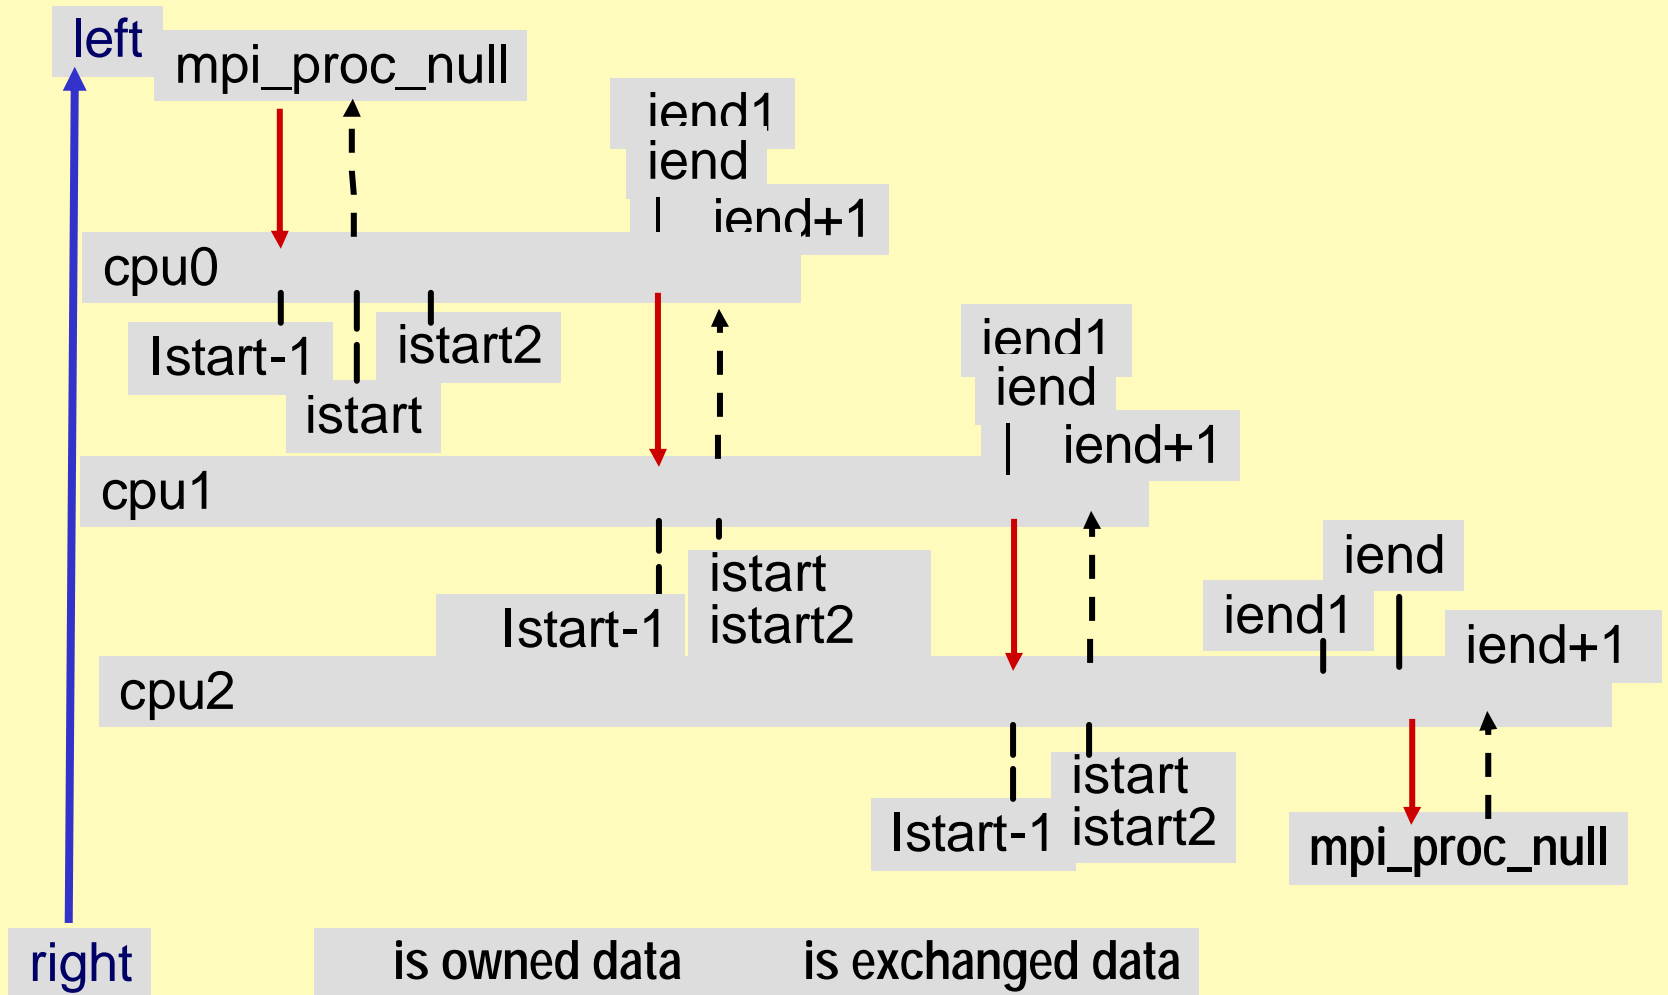 left
mpi_proc_null
iend1
iend
iend+1
cpu0
Istart-1
istart2
istart
iend1
iend
iend+1
cpu1
istart
istart2
Istart-1
iend
iend1
iend+1
cpu2
istart
istart2
Istart-1
mpi_proc_null
right
is owned data
is exchanged data